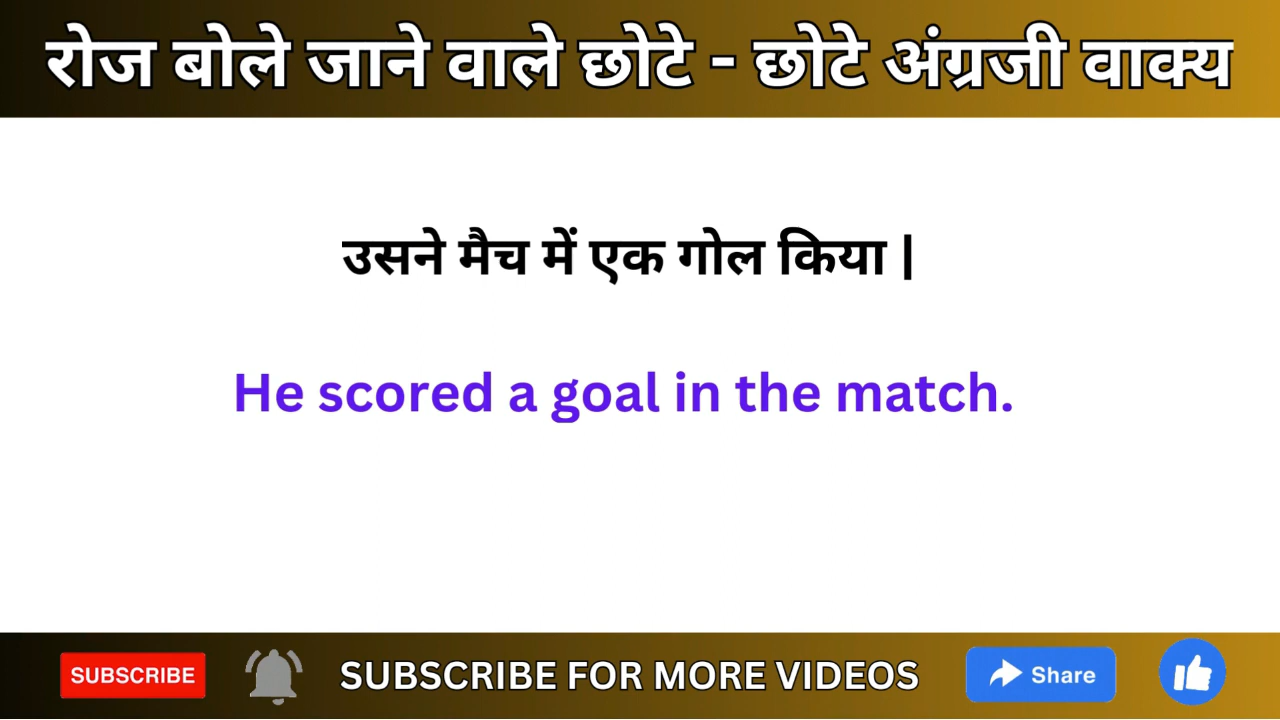 रोज बोले जाने वाले छोटे - छोटे अंग्रजी वाक्य
उसने मैच में एक गोल किया |
He scored a goal in the match.
SUBSCRIBE
SUBSCRIBE FOR MORE VIDEOS
Share